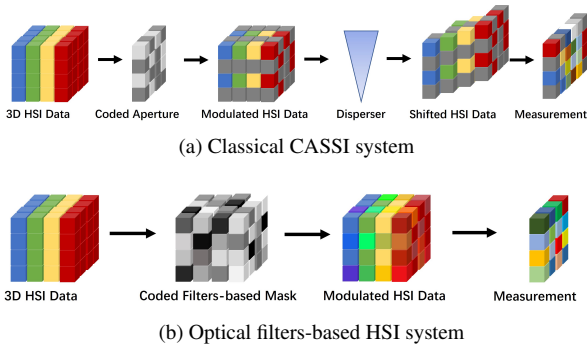 3D HSI Data Coded Aperture Modulated HSI Data Disperser Shifted HSI Data Measurement
(a) Classical CASSI system
3D HSI Data Coded Filters-based Mask Modulated HSI Data Measurement
(b) Optical filters-based HSI system